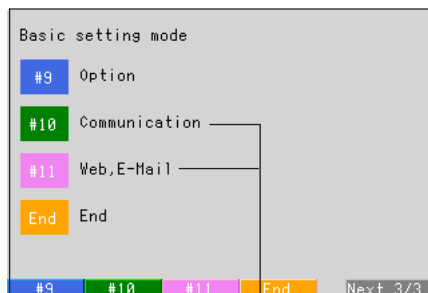 Basic setting mode
#9 Option
#10 Communication
#11 Web,E-Mail
End End
#9 #10 #11 End Next 3/3